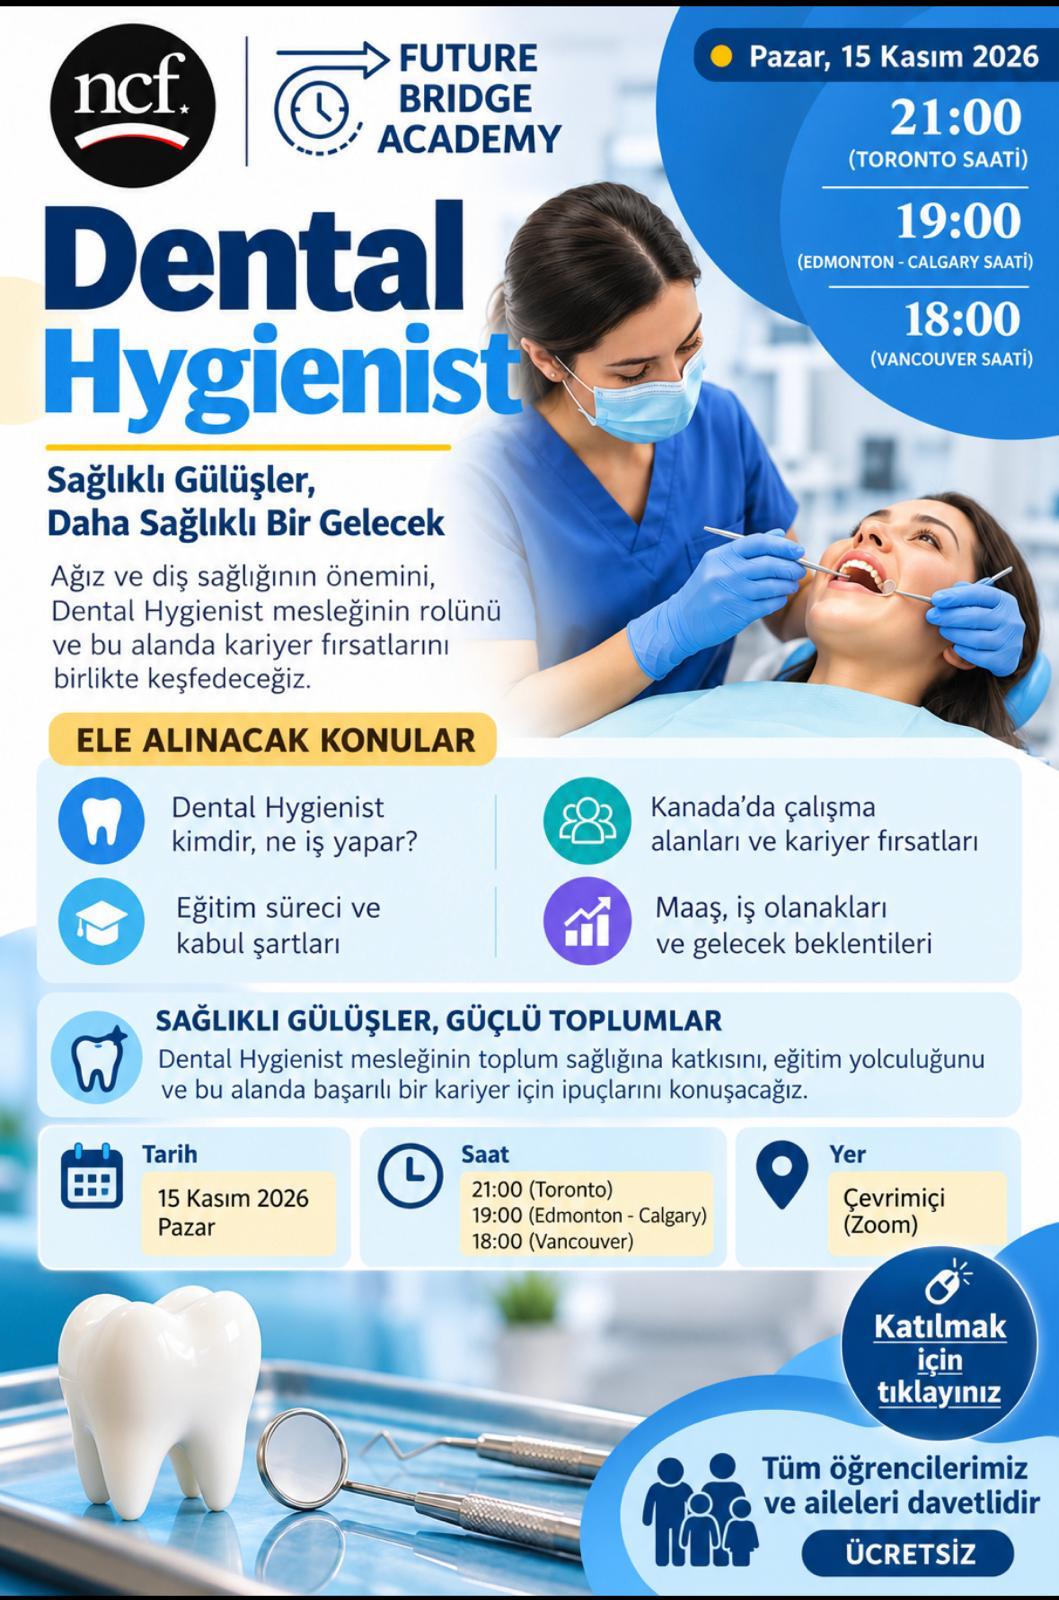 ncf.
FUTURE
BRIDGE
ACADEMY
Pazar, 15 Kasım 2026
21:00
(TORONTO SAATİ)
19:00
(EDMONTON - CALGARY SAATİ)
18:00
(VANCOUVER SAATİ)
Dental
Hygienist
Sağlıklı Gülüşler,
Daha Sağlıklı Bir Gelecek
Ağız ve diş sağlığının önemini,
Dental Hygienist mesleğinin rolünü
ve bu alanda kariyer fırsatlarını
birlikte keşfedeceğiz.
ELE ALINACAK KONULAR
Dental Hygienist
kimdir, ne iş yapar?
Kanada'da çalışma
alanları ve kariyer fırsatları
Eğitim süreci ve
kabul şartları
Maaş, iş olanakları
ve gelecek beklentileri
SAĞLIKLI GÜLÜŞLER, GÜÇLÜ TOPLUMLAR
Dental Hygienist mesleğinin toplum sağlığına katkısını, eğitim yolculuğunu
ve bu alanda başarılı bir kariyer için ipuçlarını konuşacağız.
Tarih
15 Kasım 2026
Pazar
Saat
21:00 (Toronto)
19:00 (Edmonton - Calgary)
18:00 (Vancouver)
Yer
Çevrimiçi
(Zoom)
Katılmak
için
tıklayınız
Tüm öğrencilerimiz
ve aileleri davetlidir
ÜCRETSİZ